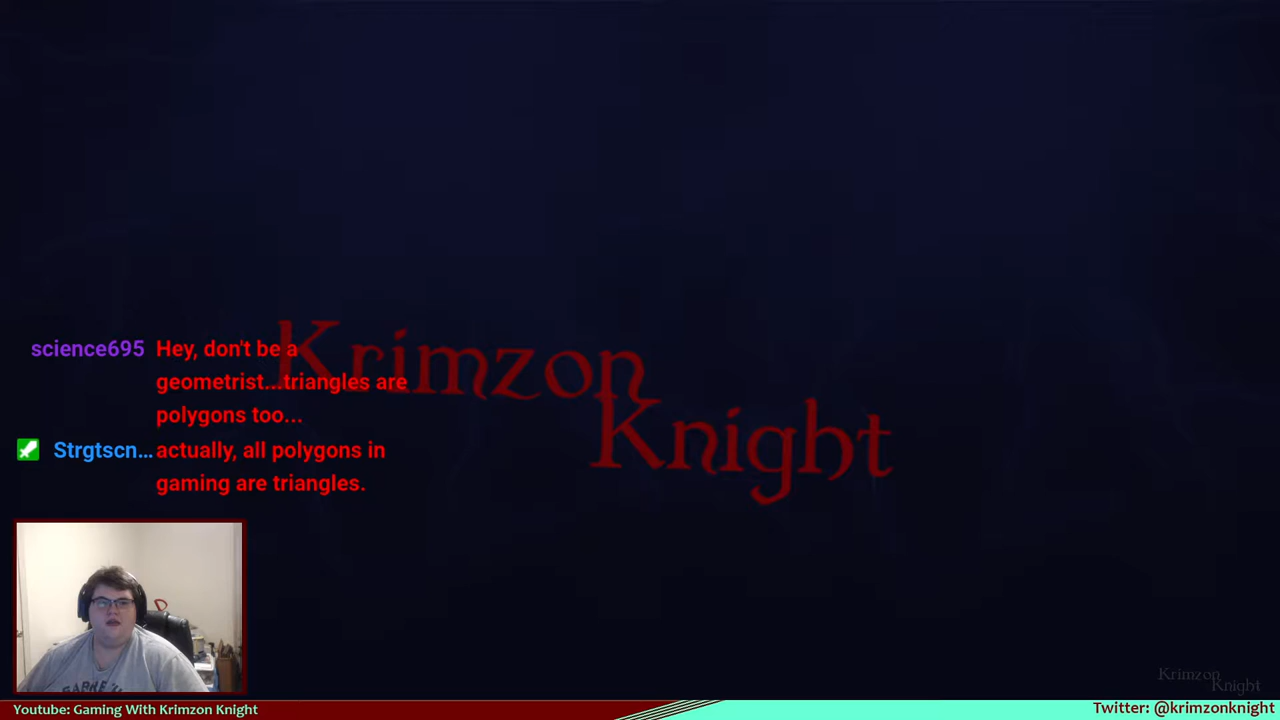 science695 Hey, don't be a
geometrist...triangles are
polygons too...
Strgtscn... actually, all polygons in
gaming are triangles.
Krimzon
Knight
Krimzon
Knight
Youtube: Gaming With Krimzon Knight
Twitter: @krimzonknight